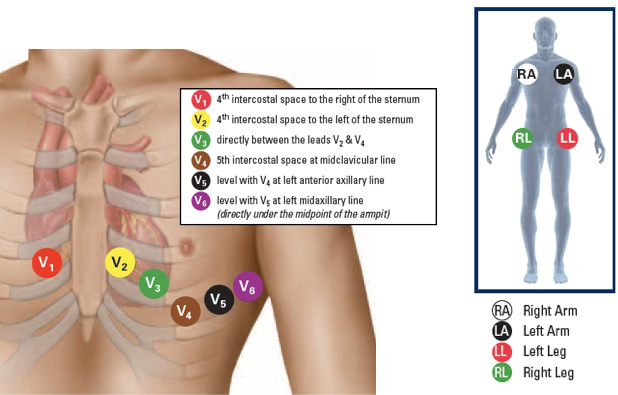 V1 4th intercostal space to the right of the sternum
V2 4th intercostal space to the left of the sternum
V3 directly between the leads V2 & V4
V4 5th intercostal space at midclavicular line
V5 level with V4 at left anterior axillary line
V6 level with V5 at left midaxillary line
(directly under the midpoint of the armpit)
V1
V2
V3
V4
V5
V6
RA LA
RL LL
RA Right Arm
LA Left Arm
LL Left Leg
RL Right Leg